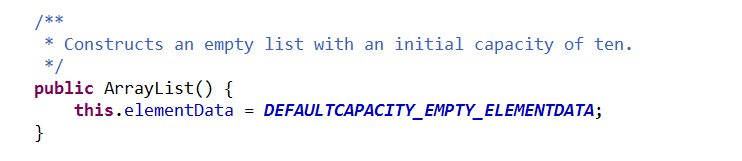 /**
 * Constructs an empty list with an initial capacity of ten.
 */
public ArrayList() {
    this.elementData = DEFAULTCAPACITY_EMPTY_ELEMENTDATA;
}